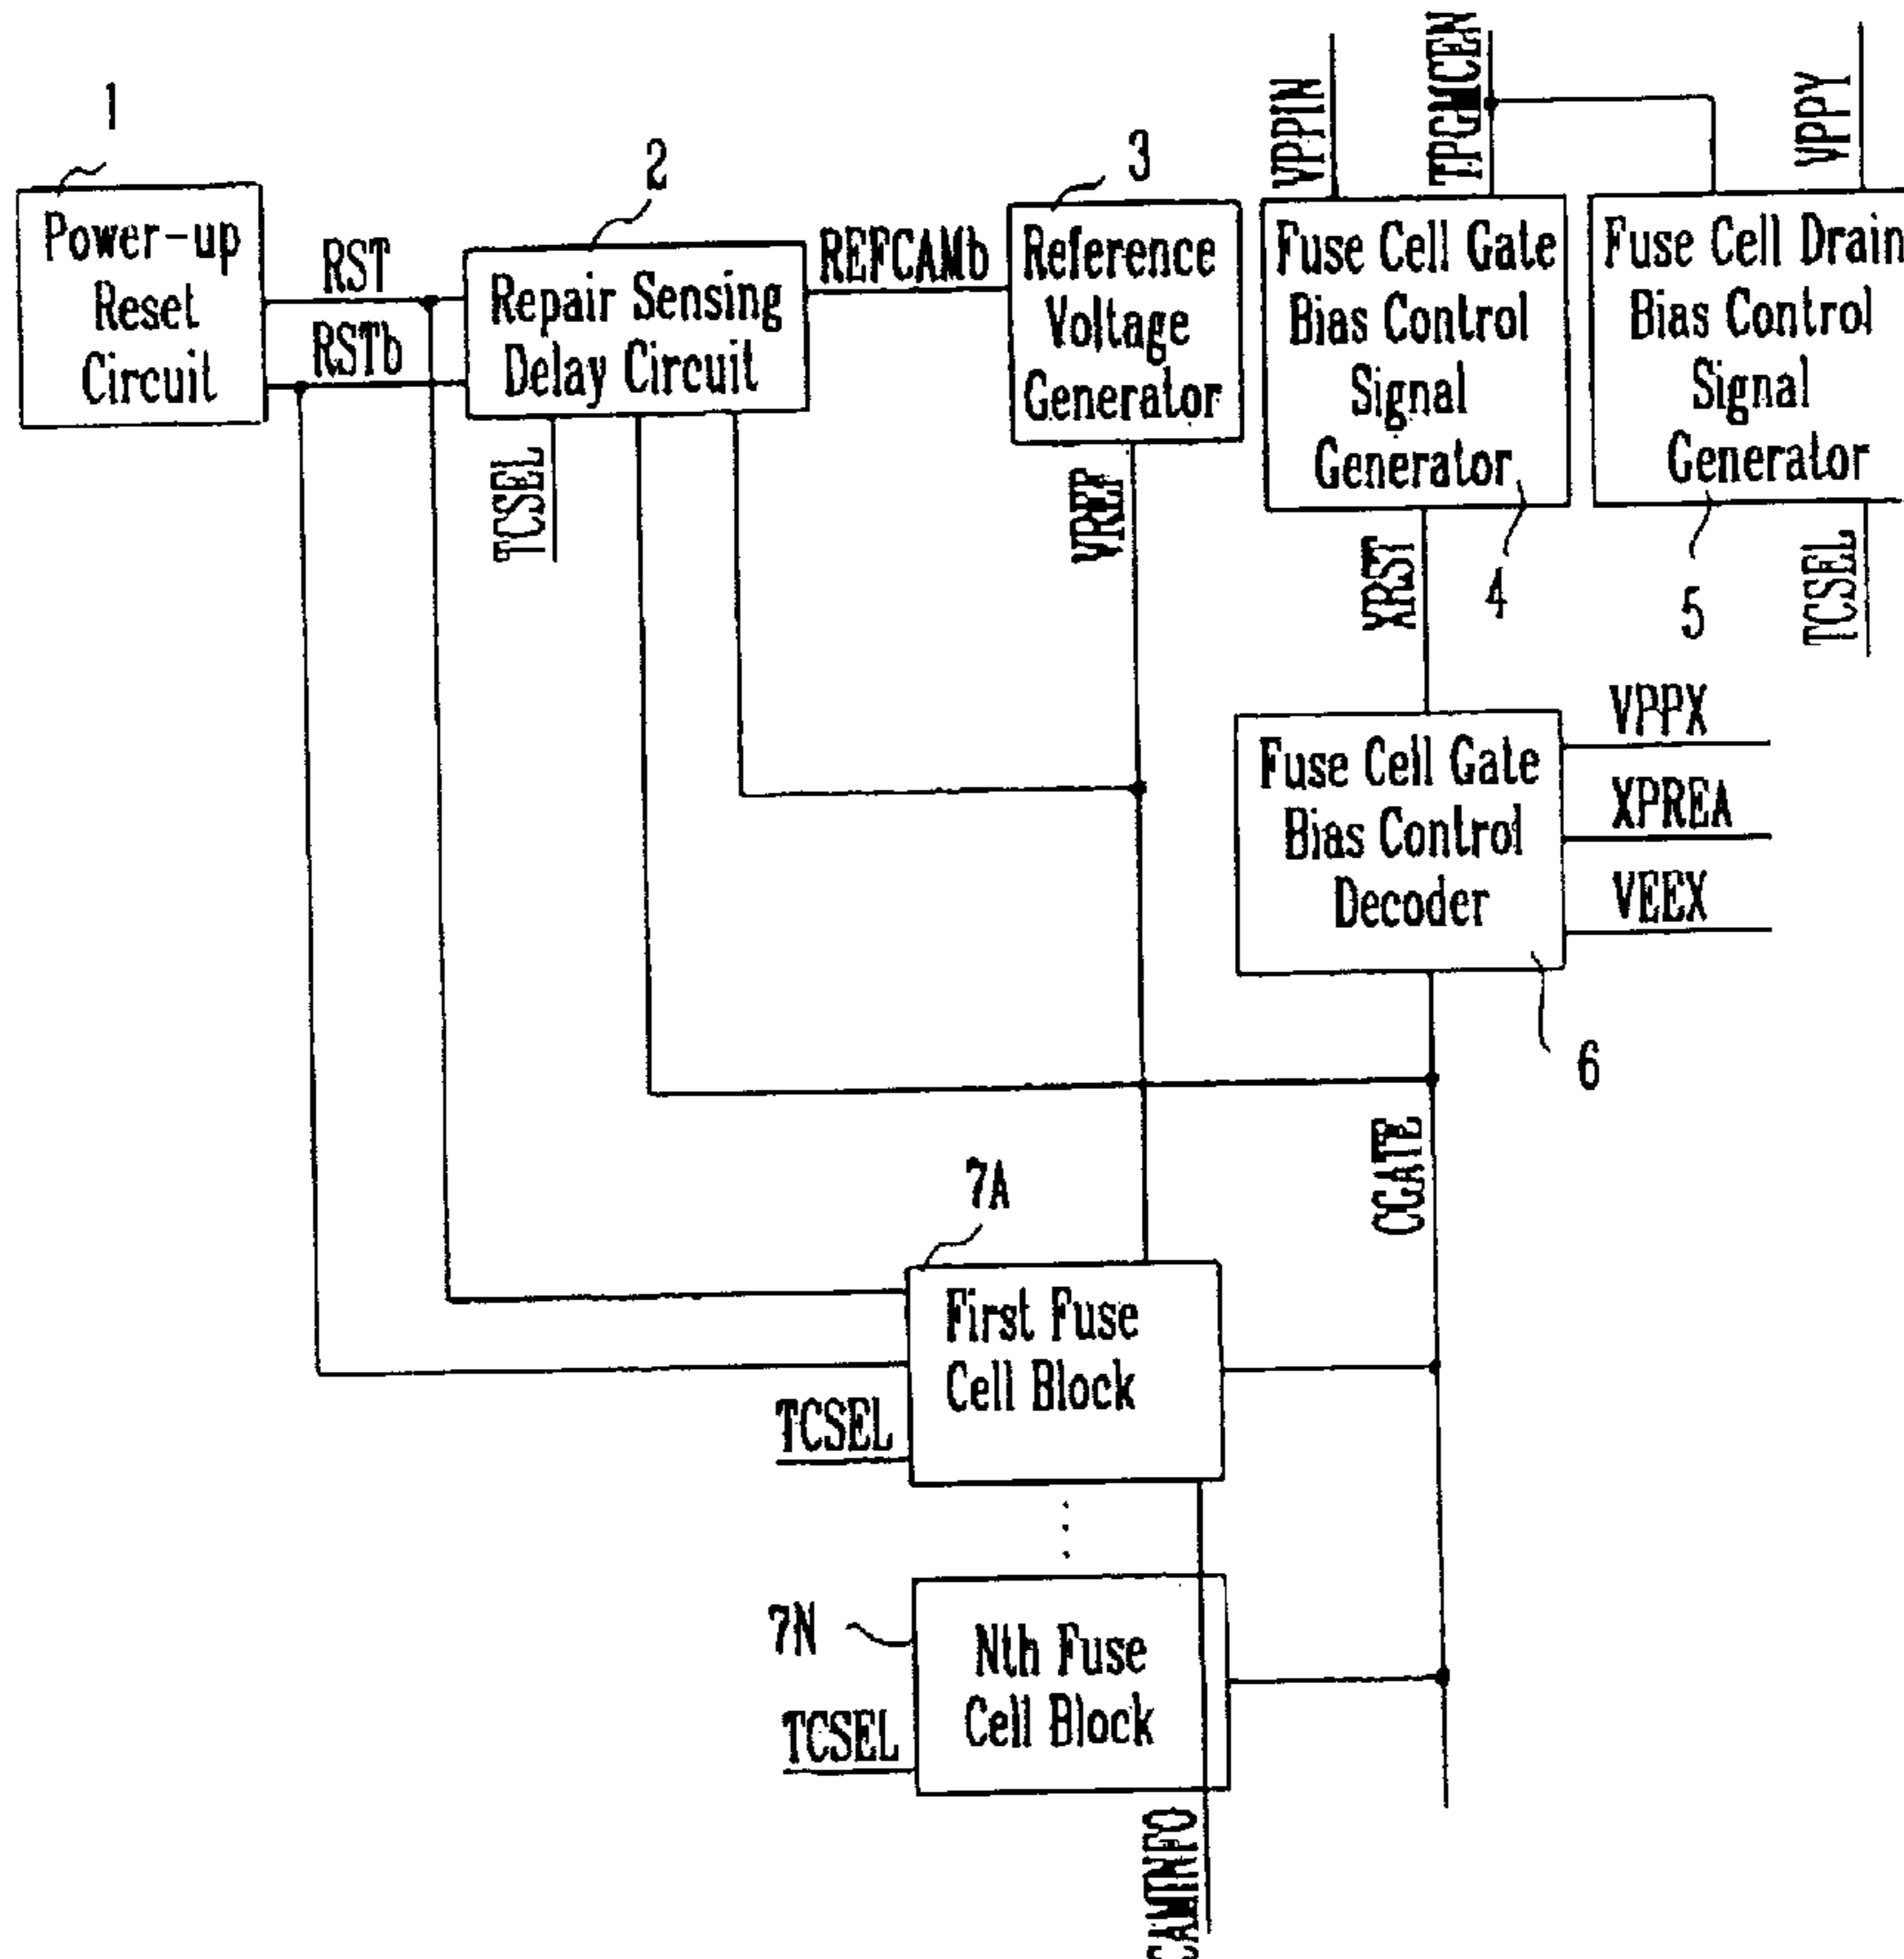 1
Power-up
Reset
Circuit
RST
RSTb
2
Repair Sensing
Delay Circuit
TCSEL
REFCAMb
3
Reference
Voltage
Generator
VREF
VPPIN
TPGMCEN
VPPY
Fuse Cell Gate
Bias Control
Signal
Generator
4
Fuse Cell Drain
Bias Control
Signal
Generator
5
TCSEL
XRST
Fuse Cell Gate
Bias Control
Decoder
6
VPPX
XPREA
VEEX
CGATE
7A
First Fuse
Cell Block
TCSEL
7N
Nth Fuse
Cell Block
TCSEL
CAMINFO